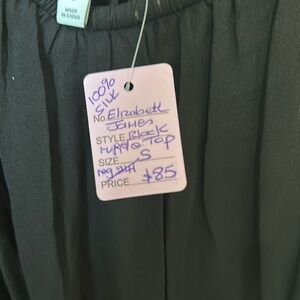 MADE
IN CHINA
100%
Silk
No. Elizabeth
James
STYLE Black
ruffle Top
SIZE S
PRICE $85